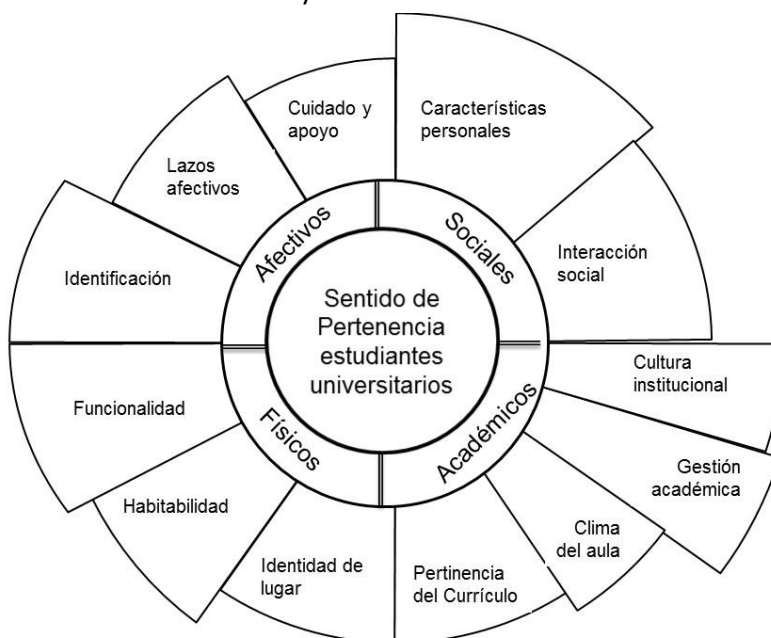 Sentido de
Pertenencia
estudiantes
universitarios
Afectivos
Sociales
Académicos
Físicos
Cuidado y
apoyo
Características
personales
Lazos
afectivos
Interacción
social
Identificación
Cultura
institucional
Funcionalidad
Gestión
académica
Habitabilidad
Clima
del aula
Identidad de
lugar
Pertinencia
del Currículo